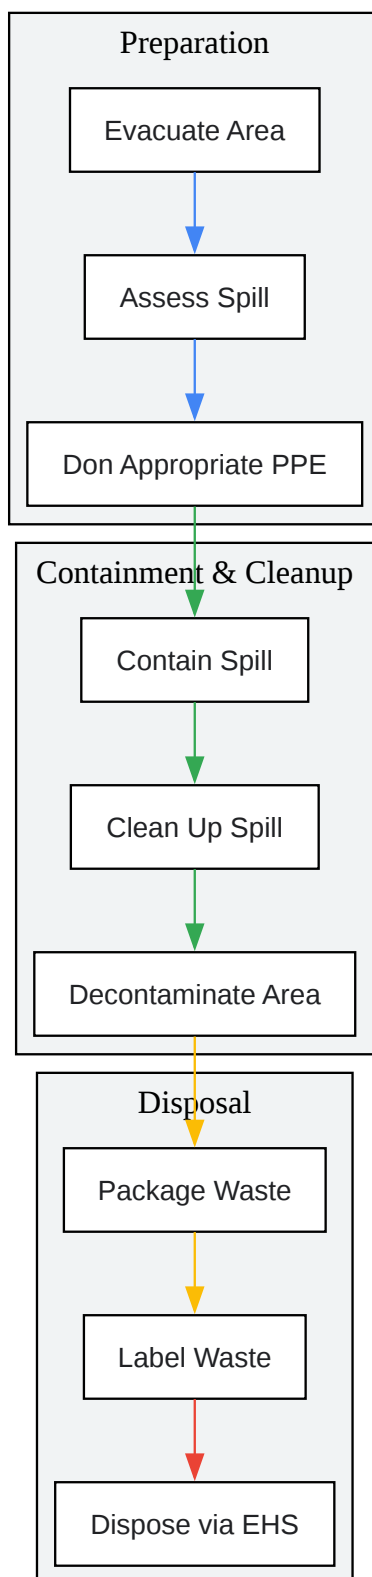 Preparation
Evacuate Area
Assess Spill
Don Appropriate PPE
Containment & Cleanup
Contain Spill
Clean Up Spill
Decontaminate Area
Disposal
Package Waste
Label Waste
Dispose via EHS